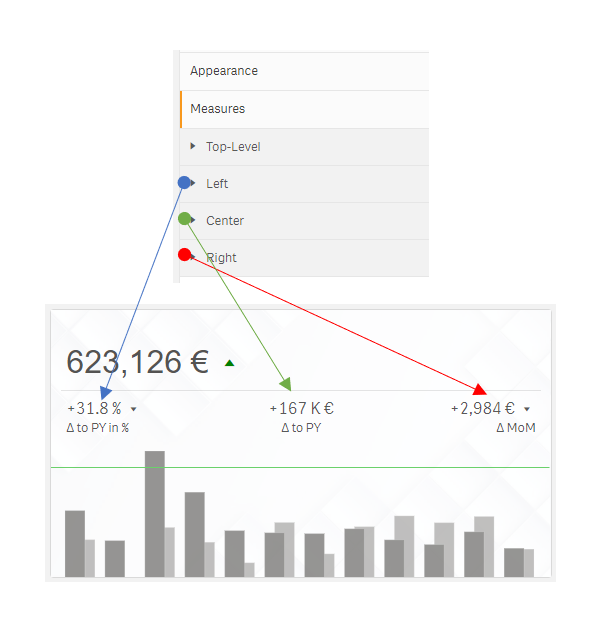 Appearance
Measures
Top-Level
Left
Center
Right
623,126 €
+31.8 % +167 K € +2,984 €
Δ to PY in % Δ to PY Δ MoM